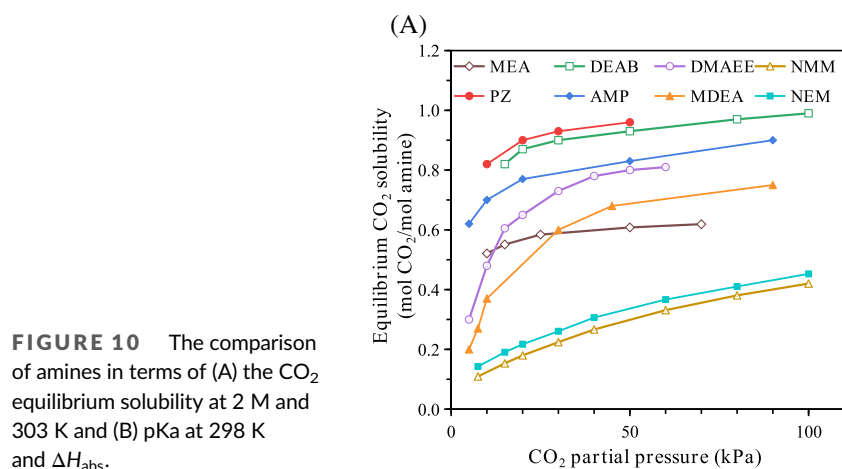 (A)
1.2
1.0
0.8
0.6
0.4
0.2
0.0
0
50
100
Equilibrium CO₂ solubility
(mol CO₂/mol amine)
CO₂ partial pressure (kPa)
MEA DEAB DMAEE NMM
PZ AMP MDEA NEM
FIGURE 10 The comparison
of amines in terms of (A) the CO₂
equilibrium solubility at 2 M and
303 K and (B) pKa at 298 K
and ΔH_abs.